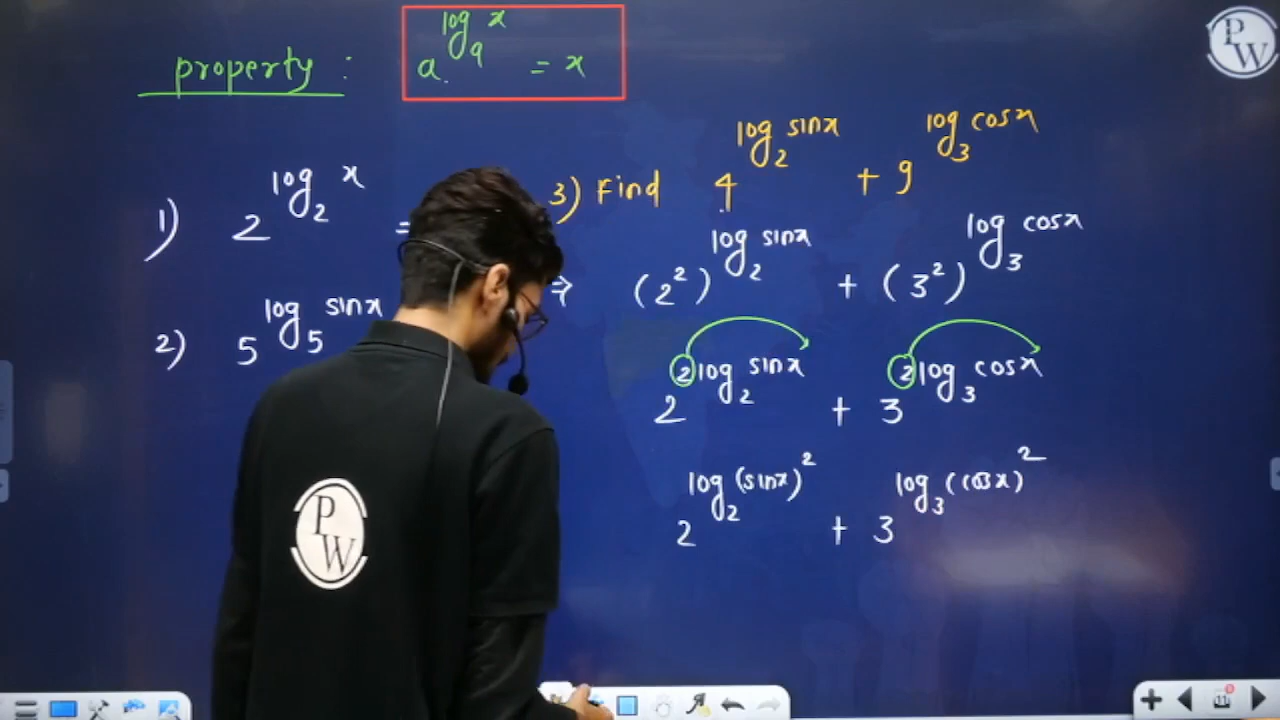 property : a^log_a x = x
PW
1) 2^log_2 x =
2) 5^log_5 sinx
3) Find 4^log_2 sinx + 9^log_3 cosx
⇒ (2²)^log_2 sinx + (3²)^log_3 cosx
2^2log_2 sinx + 3^2log_3 cosx
2^log_2 (sinx)² + 3^log_3 (cosx)²
PW
11